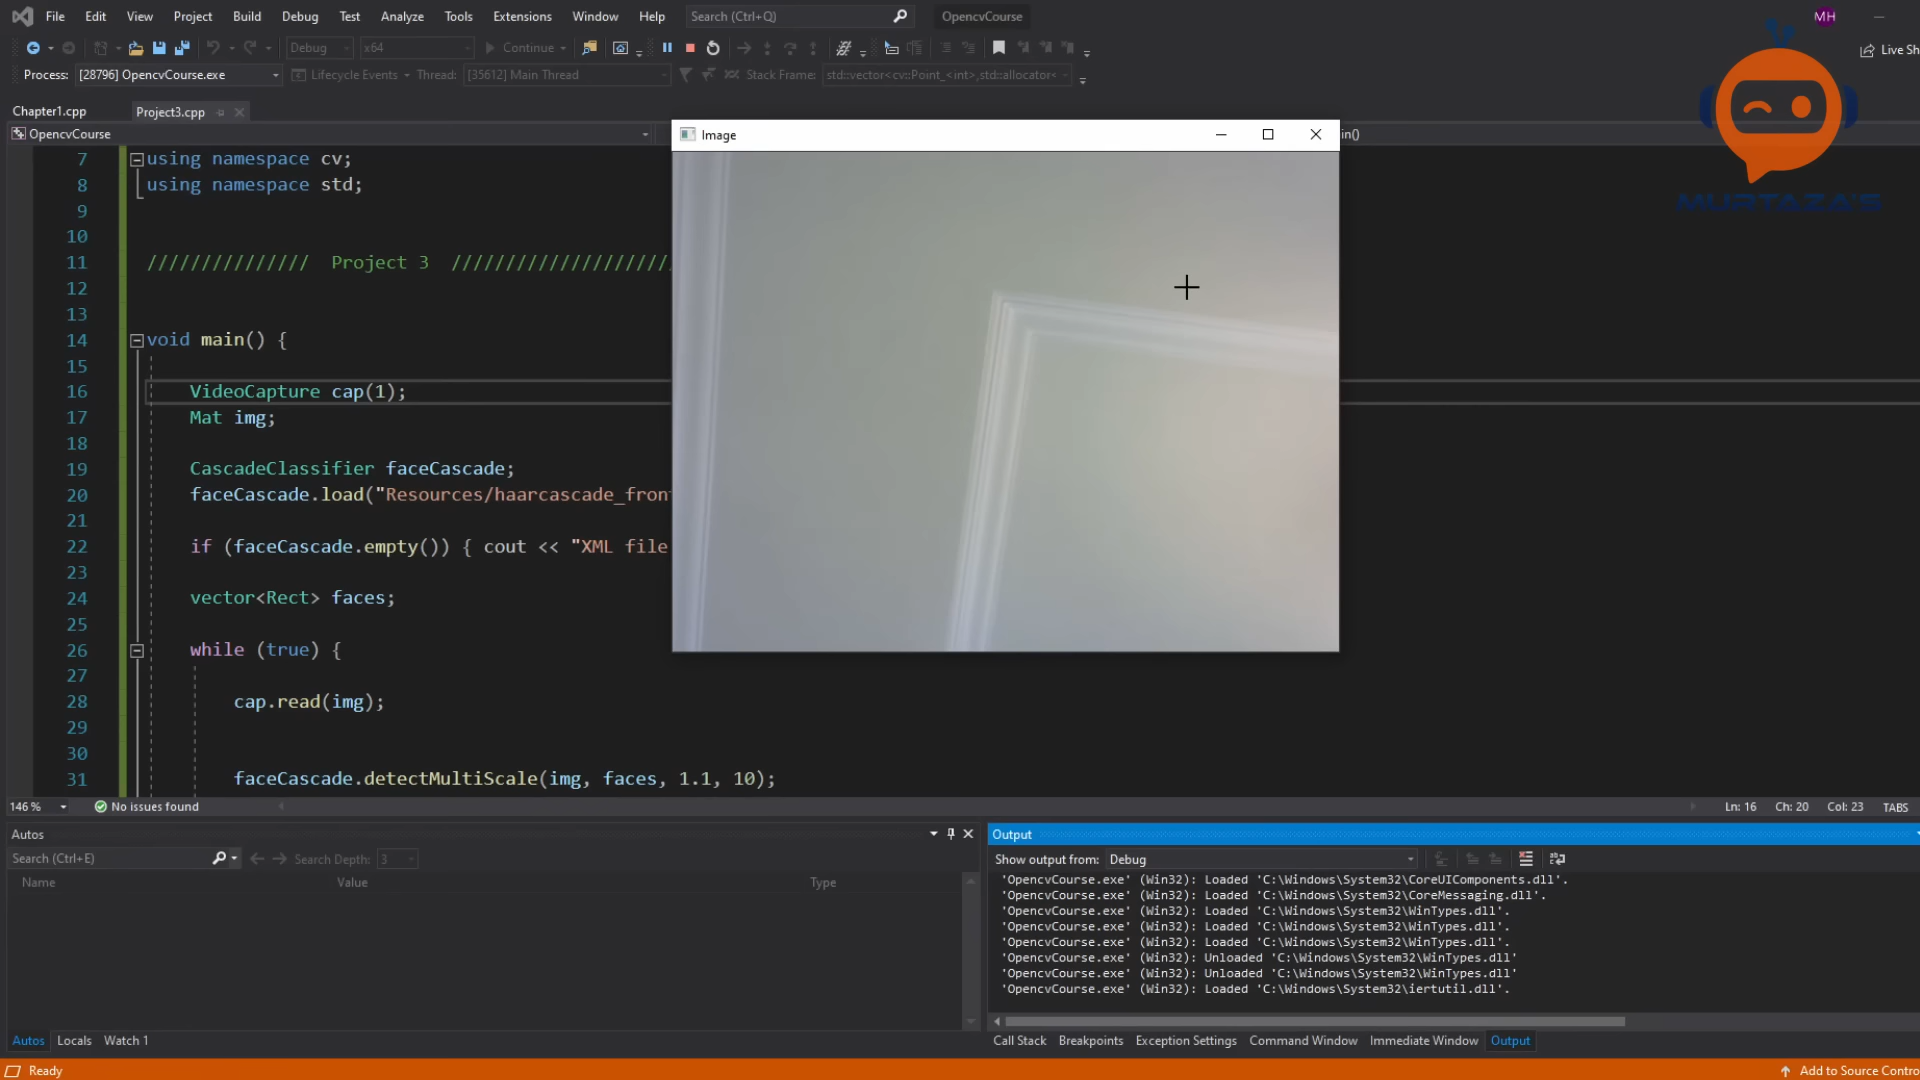 File Edit View Project Build Debug Test Analyze Tools Extensions Window Help Search (Ctrl+Q) OpencvCourse MH
Debug x64 Continue Live Sh
Process: [28796] OpencvCourse.exe Lifecycle Events Thread: [35612] Main Thread Stack Frame: std::vector<cv::Point_<int>,std::allocator<
Chapter1.cpp Project3.cpp
OpencvCourse in()
Image
MURTAZA'S
7 using namespace cv;
8 using namespace std;
9
10
11 /////////////// Project 3 ////////////////////
12
13
14 void main() {
15
16 VideoCapture cap(1);
17 Mat img;
18
19 CascadeClassifier faceCascade;
20 faceCascade.load("Resources/haarcascade_front
21
22 if (faceCascade.empty()) { cout << "XML file
23
24 vector<Rect> faces;
25
26 while (true) {
27
28 cap.read(img);
29
30
31 faceCascade.detectMultiScale(img, faces, 1.1, 10);
146 % No issues found Ln: 16 Ch: 20 Col: 23 TABS
Autos
Search (Ctrl+E) Search Depth: 3
Name Value Type
Autos Locals Watch 1
Output
Show output from: Debug
'OpencvCourse.exe' (Win32): Loaded 'C:\Windows\System32\CoreUIComponents.dll'.
'OpencvCourse.exe' (Win32): Loaded 'C:\Windows\System32\CoreMessaging.dll'.
'OpencvCourse.exe' (Win32): Loaded 'C:\Windows\System32\WinTypes.dll'.
'OpencvCourse.exe' (Win32): Loaded 'C:\Windows\System32\WinTypes.dll'.
'OpencvCourse.exe' (Win32): Loaded 'C:\Windows\System32\WinTypes.dll'.
'OpencvCourse.exe' (Win32): Unloaded 'C:\Windows\System32\WinTypes.dll'
'OpencvCourse.exe' (Win32): Unloaded 'C:\Windows\System32\WinTypes.dll'
'OpencvCourse.exe' (Win32): Loaded 'C:\Windows\System32\iertutil.dll'.
Call Stack Breakpoints Exception Settings Command Window Immediate Window Output
Ready Add to Source Contro